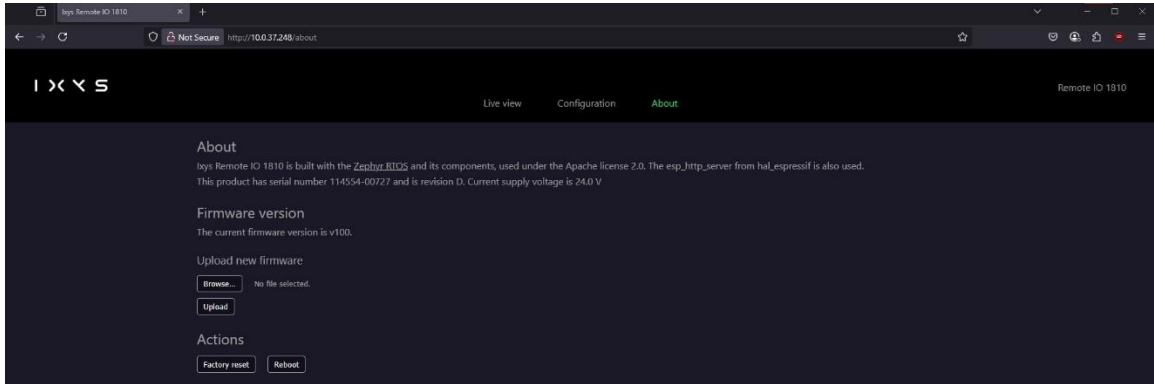 Ixys Remote IO 1810
Not Secure http://10.0.37.248/about
IXYS
Live view Configuration About
Remote IO 1810
About
Ixys Remote IO 1810 is built with the Zephyr RTOS and its components, used under the Apache license 2.0. The esp_http_server from hal_espressif is also used.
This product has serial number 114554-00727 and is revision D. Current supply voltage is 24.0 V
Firmware version
The current firmware version is v100.
Upload new firmware
Browse... No file selected.
Upload
Actions
Factory reset Reboot